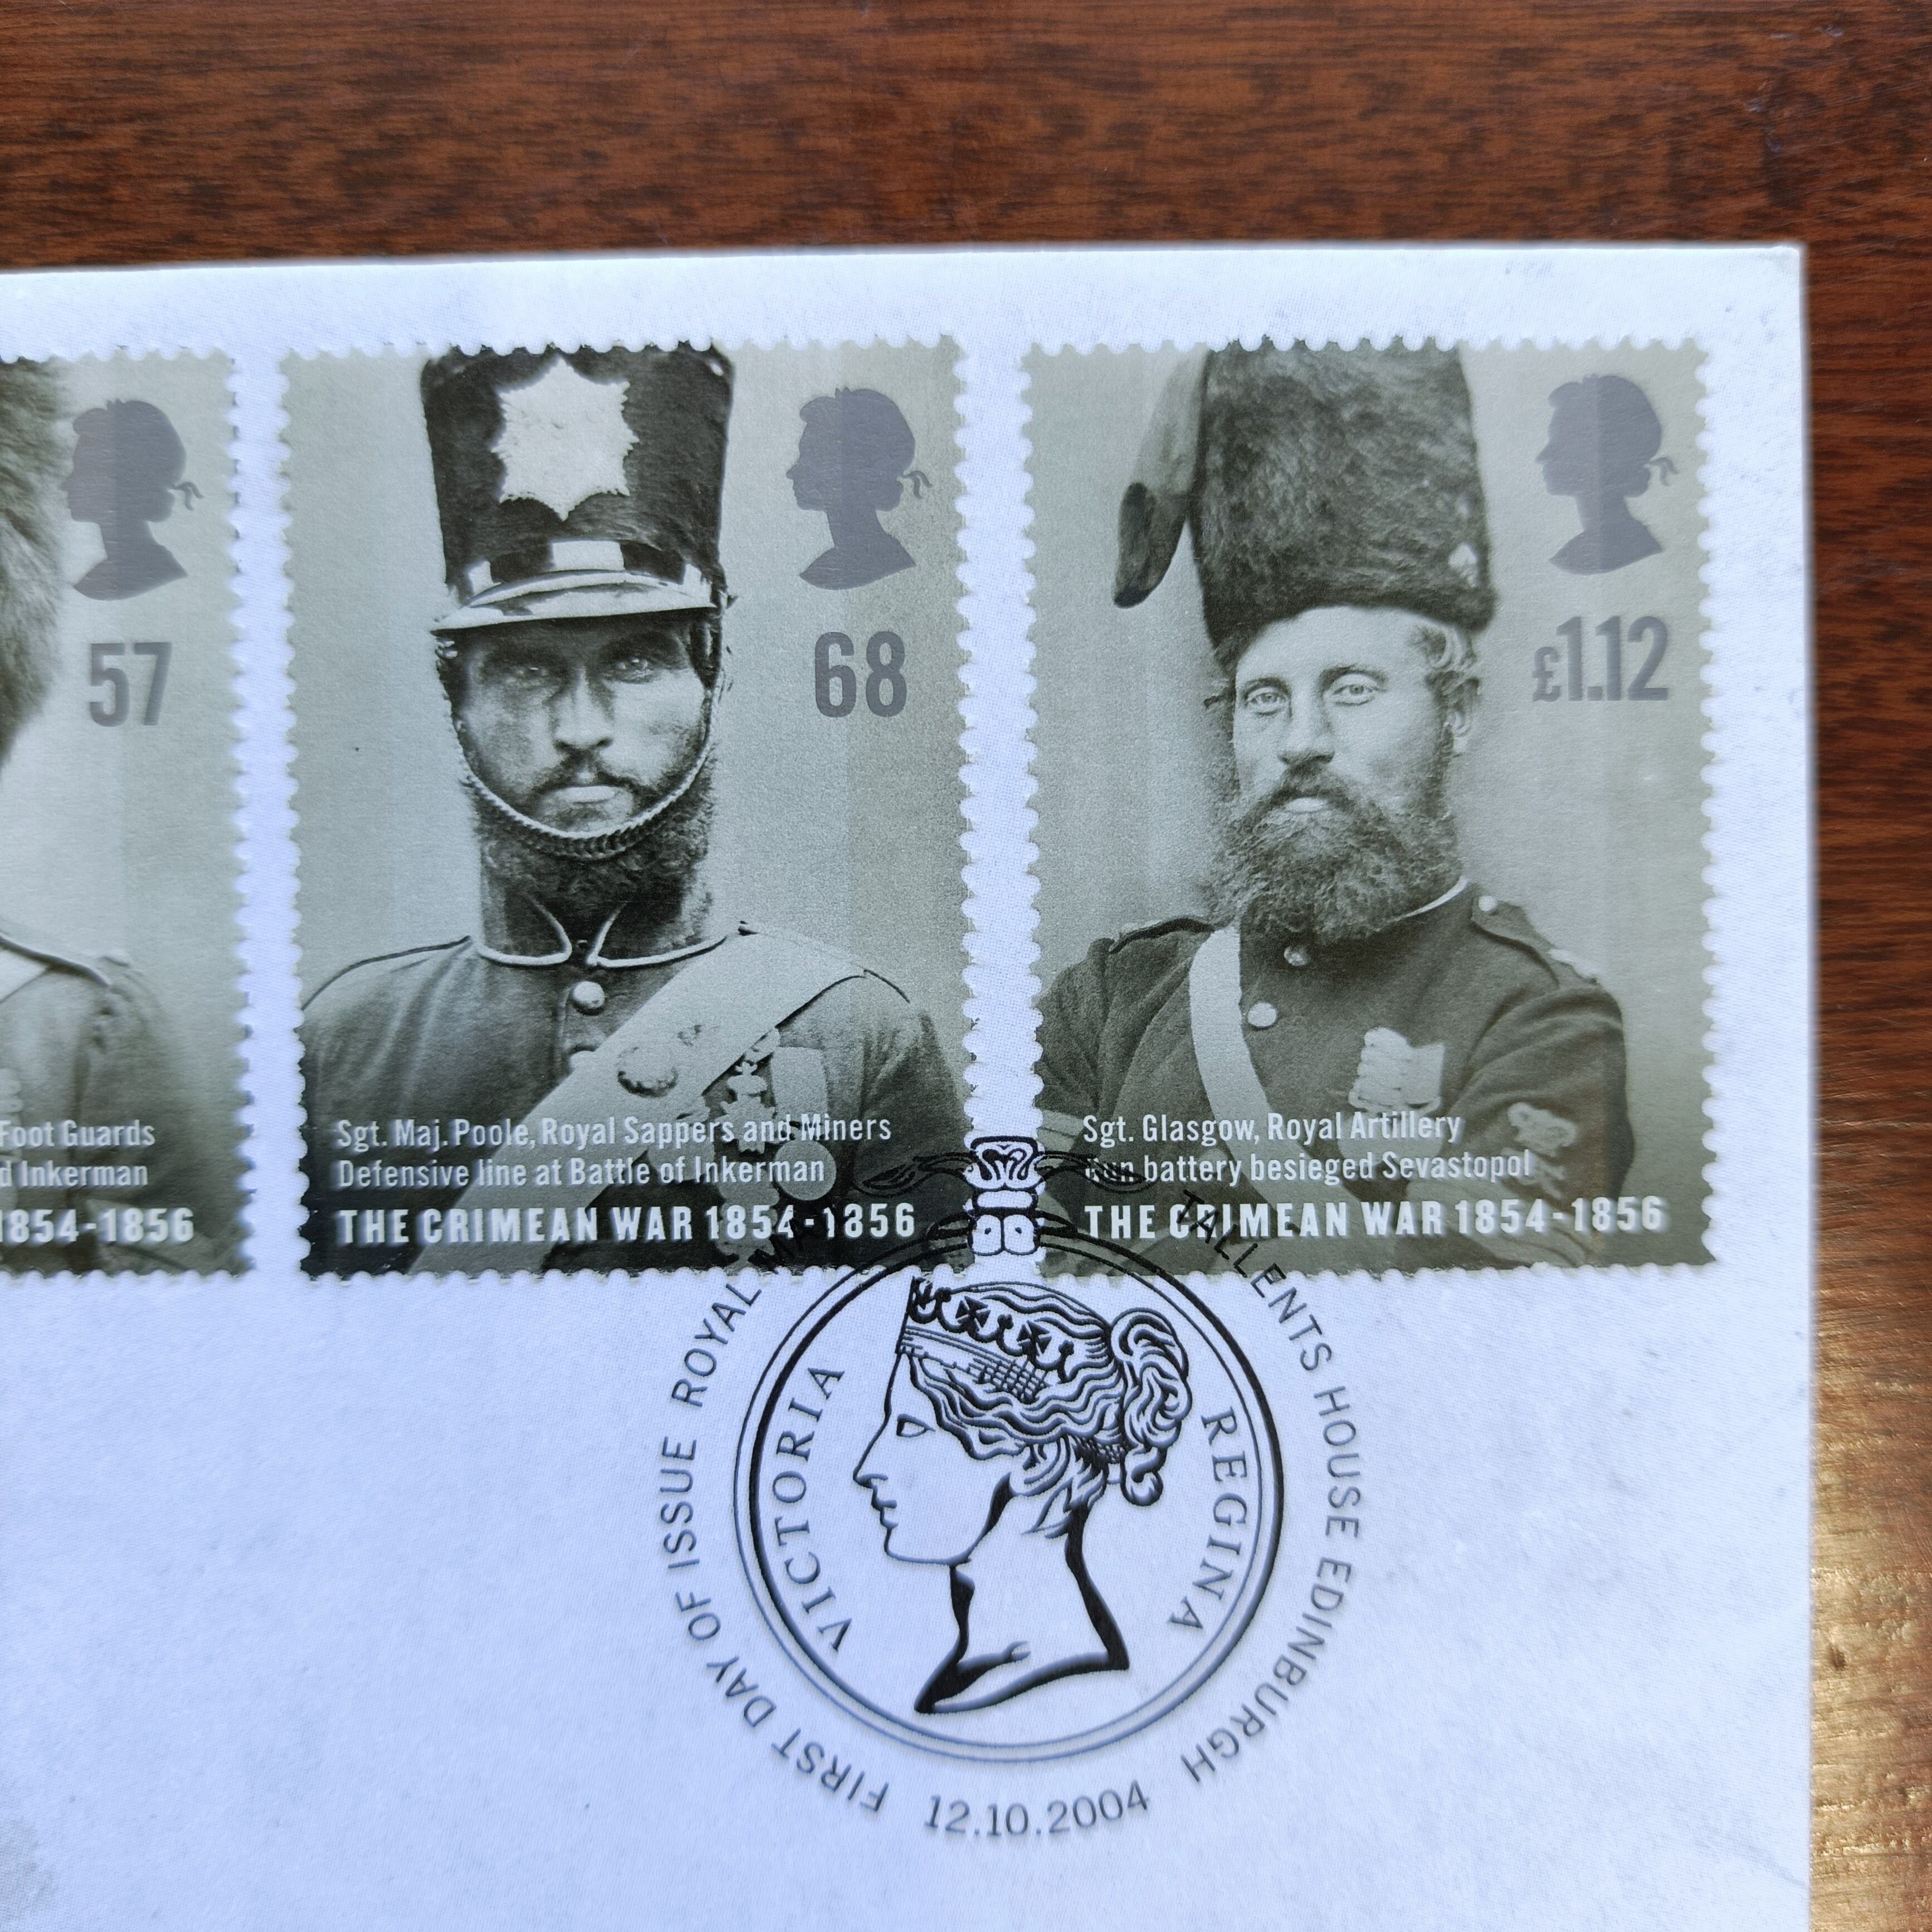 57
Foot Guards
d Inkerman
1854-1856
68
Sgt. Maj. Poole, Royal Sappers and Miners
Defensive line at Battle of Inkerman
THE CRIMEAN WAR 1854-1856
£1.12
Sgt. Glasgow, Royal Artillery
Gun battery besieged Sevastopol
THE CRIMEAN WAR 1854-1856
FIRST DAY OF ISSUE ROYAL MAIL TALLENTS HOUSE EDINBURGH
12.10.2004
VICTORIA REGINA